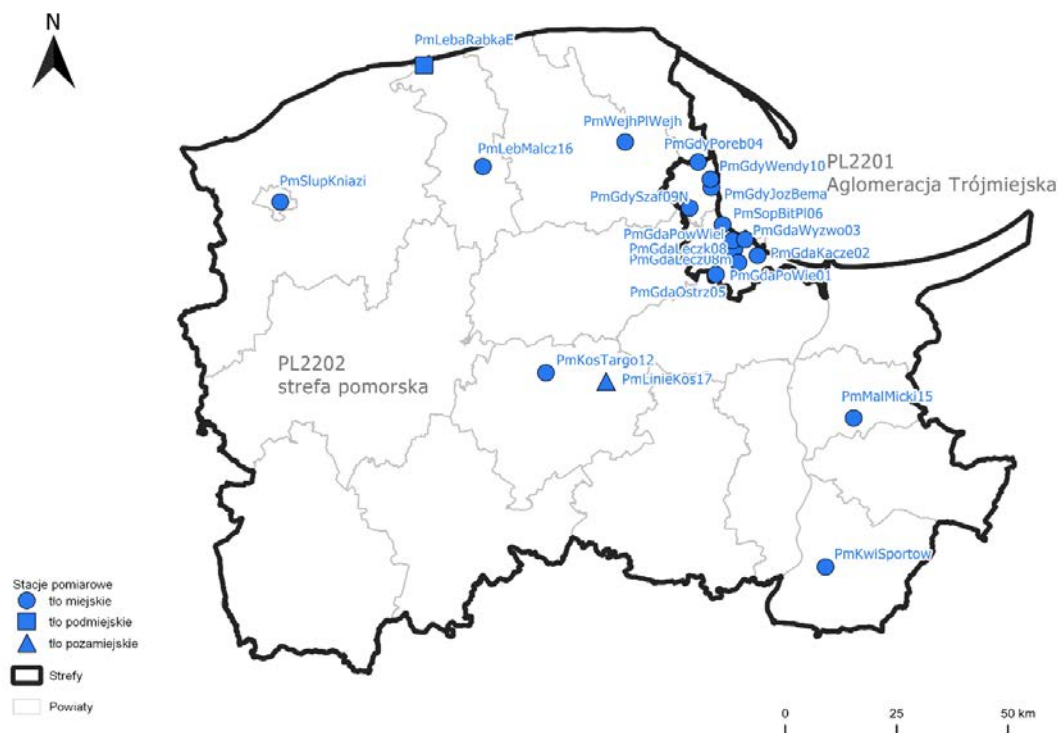 N
PmLebaRabkaE
PmWejhPlWejh
PmGdyPoreb04
PmLebMalcz16
PmGdyWendy10
PL2201
Aglomeracja Trójmiejska
PmSlupKniazi
PmGdyJozBema
PmGdySzaf09N
PmSopBitPl06
PmGdaPowWiel
PmGdaWyzwo03
PmGdaLeczk08
PmGdaKacze02
PmGdaLecz08m
PmGdaPoWie01
PmGdaOstrz05
PL2202
strefa pomorska
PmKosTargo12
PmLinieKos17
PmMalMicki15
PmKwiSportow
Stacje pomiarowe
tło miejskie
tło podmiejskie
tło pozamiejskie
Strefy
Powiaty
0 25 50 km